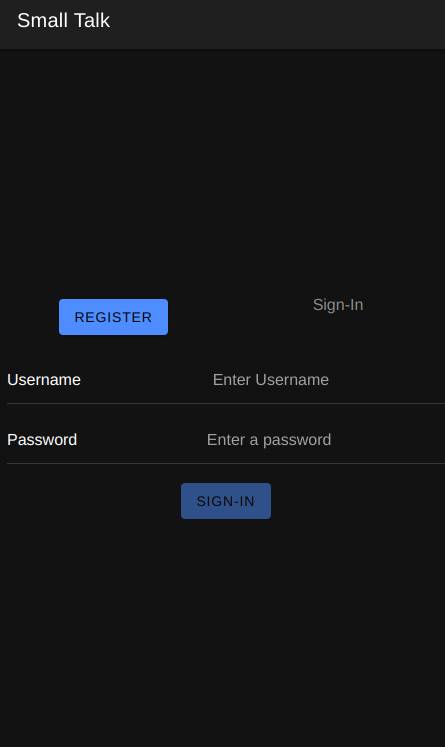 Small Talk
REGISTER
Sign-In
Username Enter Username
Password Enter a password
SIGN-IN